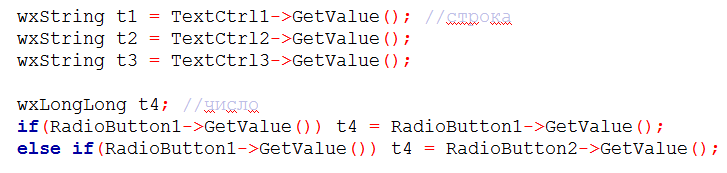 wxString t1 = TextCtrl1->GetValue(); //строка
wxString t2 = TextCtrl2->GetValue();
wxString t3 = TextCtrl3->GetValue();
wxLongLong t4; //число
if(RadioButton1->GetValue()) t4 = RadioButton1->GetValue();
else if(RadioButton1->GetValue()) t4 = RadioButton2->GetValue();